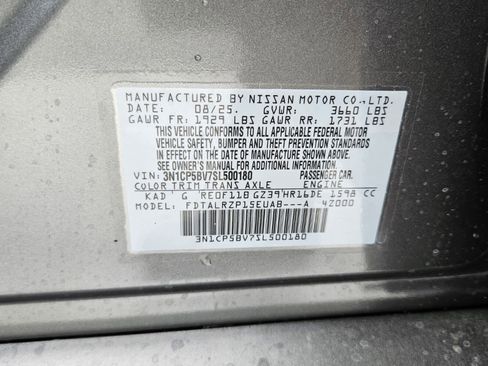 MANUFACTURED BY NISSAN MOTOR CO., LTD.
DATE: 08/25. GVWR: 3660 LBS
GAWR FR: 1929 LBS GAWR RR: 1731 LBS
THIS VEHICLE CONFORMS TO ALL APPLICABLE FEDERAL MOTOR
VEHICLE SAFETY, BUMPER AND THEFT PREVENTION STANDARDS
IN EFFECT ON THE DATE OF MANUFACTURE SHOWN ABOVE.
SEE OWNER'S MANUAL FOR ADDITIONAL INFORMATION
VIN: 3N1CP5BV7SL500180 PASSENGER CAR.
COLOR TRIM TRANS AXLE ENGINE
KAD G RE0F11B GZ39 HR16DE 1598 CC
MODEL: FDTALRZP15EUAB---A 4Z000
3N1CP5BV7SL500180